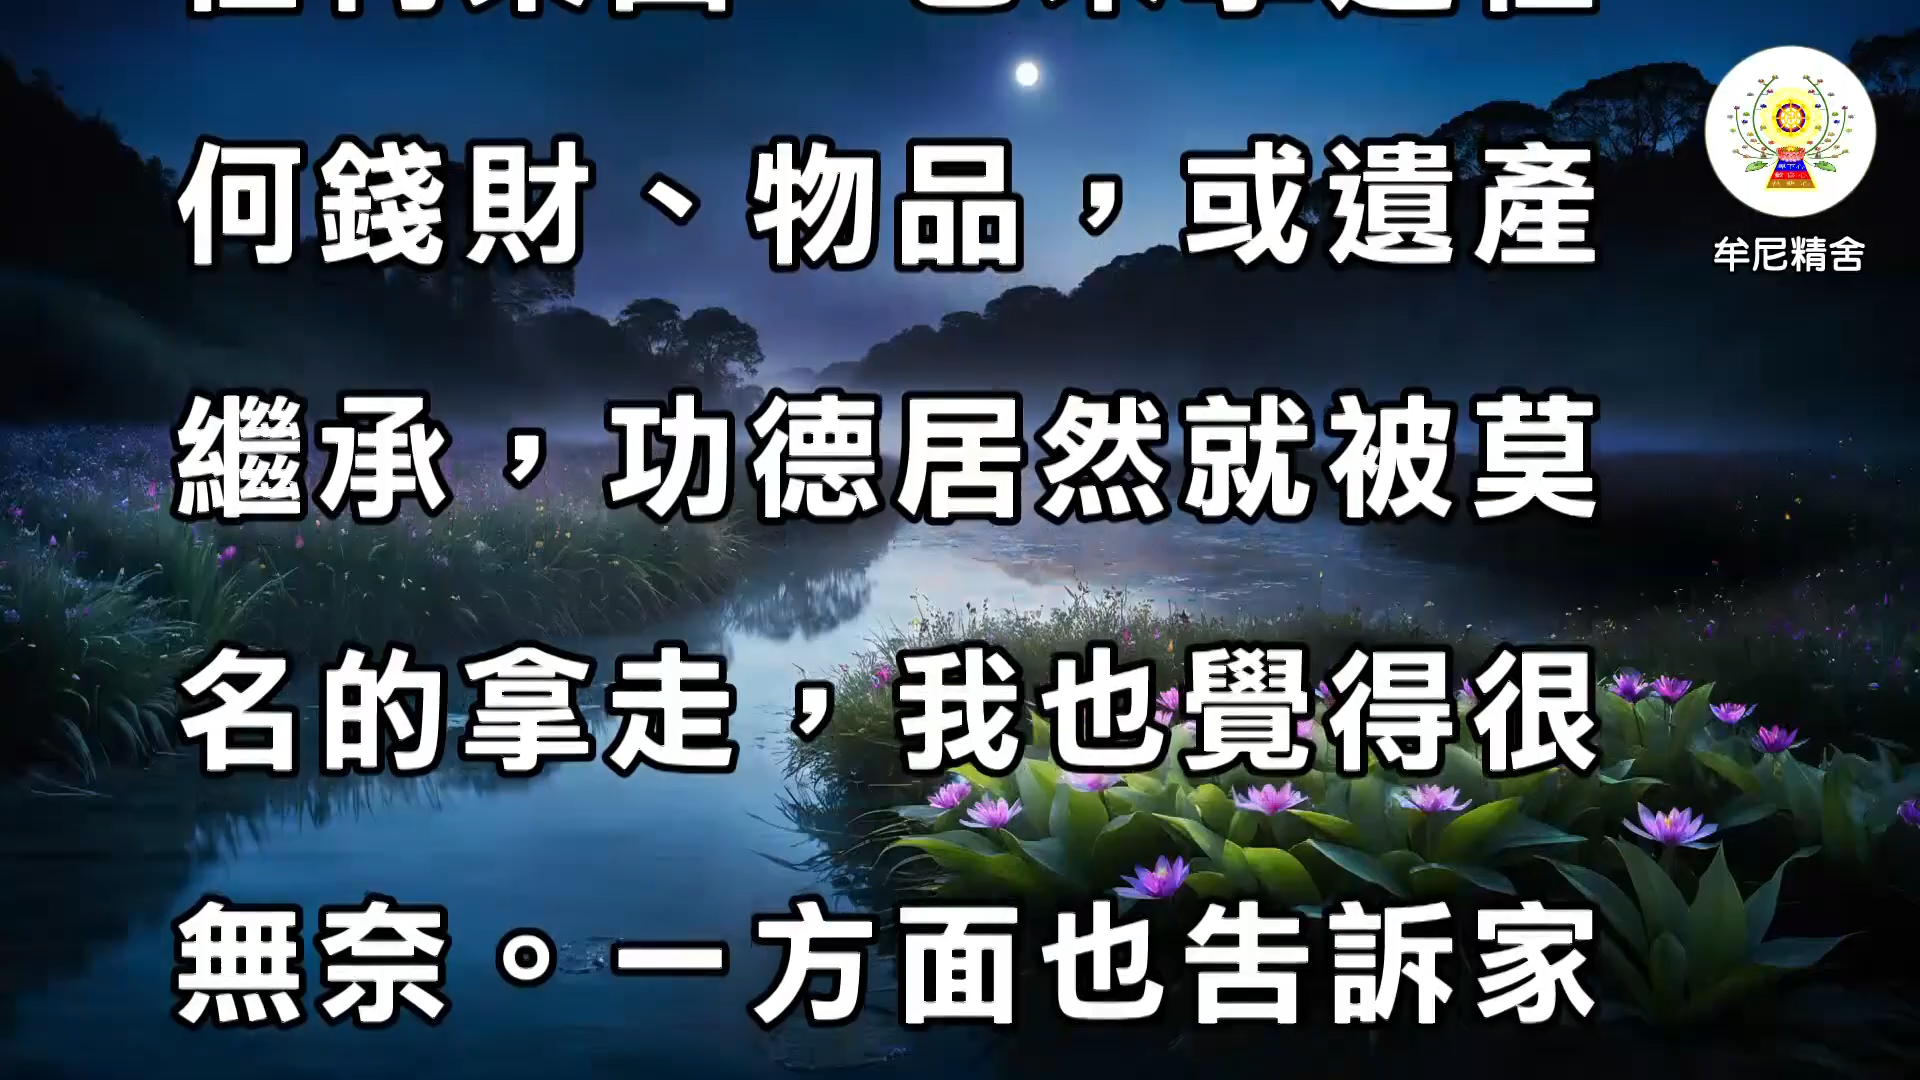 何錢財、物品，或遺產
繼承，功德居然就被莫
名的拿走，我也覺得很
無奈。一方面也告訴家
牟尼精舍